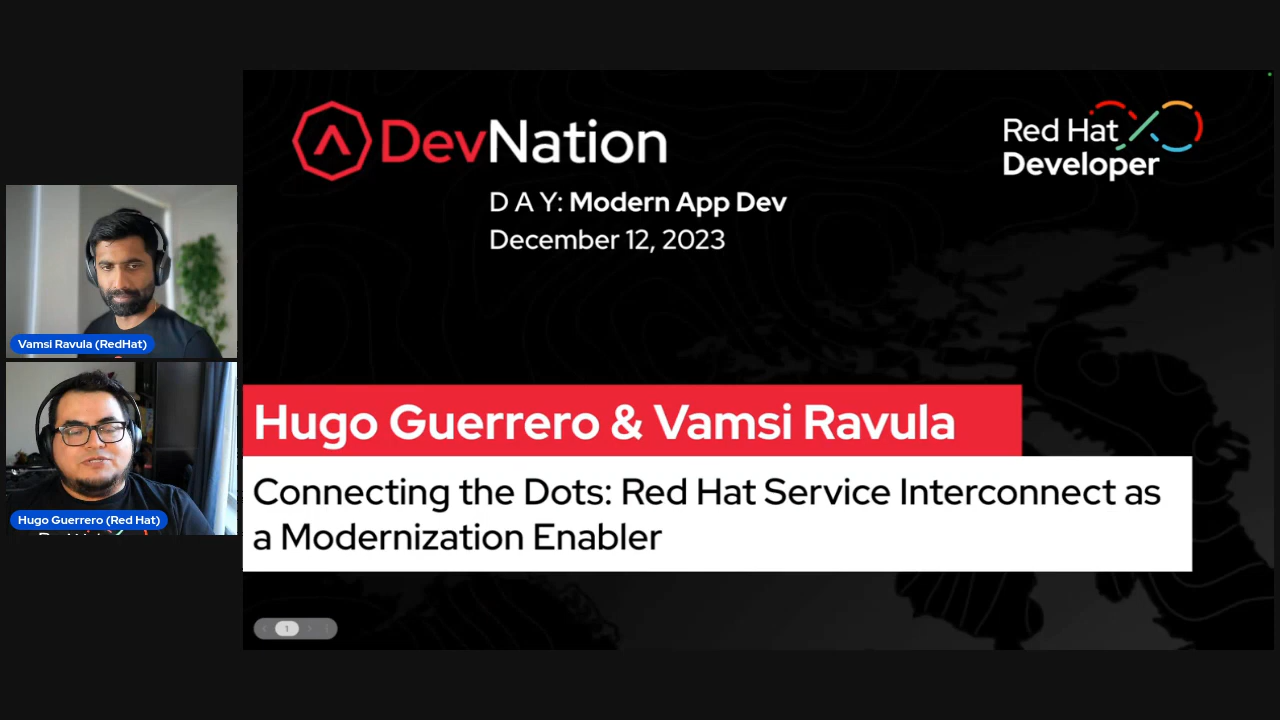 DevNation
D A Y: Modern App Dev
December 12, 2023
Red Hat
Developer
Vamsi Ravula (RedHat)
Hugo Guerrero (Red Hat)
Hugo Guerrero & Vamsi Ravula
Connecting the Dots: Red Hat Service Interconnect as
a Modernization Enabler
1